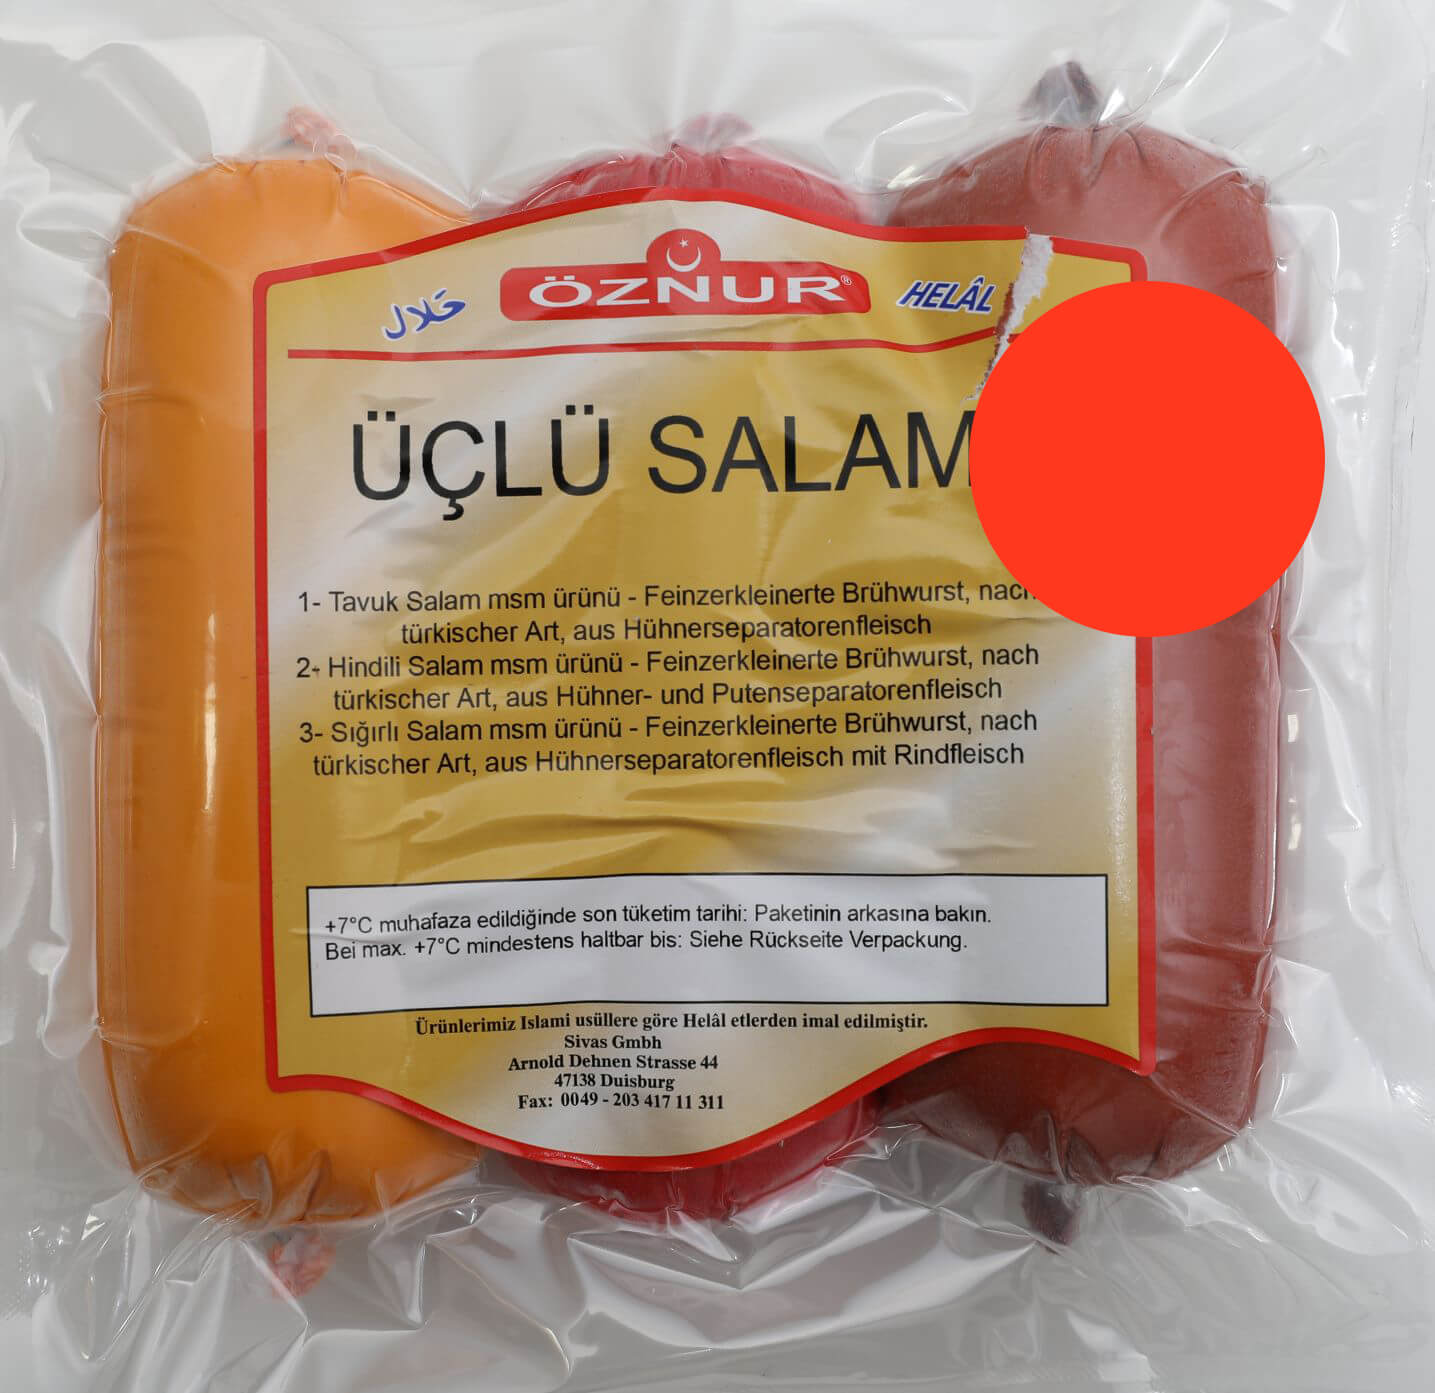 حَلال
ÖZNUR®
HELÂL
ÜÇLÜ SALAM
1- Tavuk Salam msm ürünü - Feinzerkleinerte Brühwurst, nach
türkischer Art, aus Hühnerseparatorenfleisch
2- Hindili Salam msm ürünü - Feinzerkleinerte Brühwurst, nach
türkischer Art, aus Hühner- und Putenseparatorenfleisch
3- Sığırlı Salam msm ürünü - Feinzerkleinerte Brühwurst, nach
türkischer Art, aus Hühnerseparatorenfleisch mit Rindfleisch
+7°C muhafaza edildiğinde son tüketim tarihi: Paketinin arkasına bakın.
Bei max. +7°C mindestens haltbar bis: Siehe Rückseite Verpackung.
Ürünlerimiz Islami usüllere göre Helâl etlerden imal edilmiştir.
Sivas Gmbh
Arnold Dehnen Strasse 44
47138 Duisburg
Fax: 0049 - 203 417 11 311